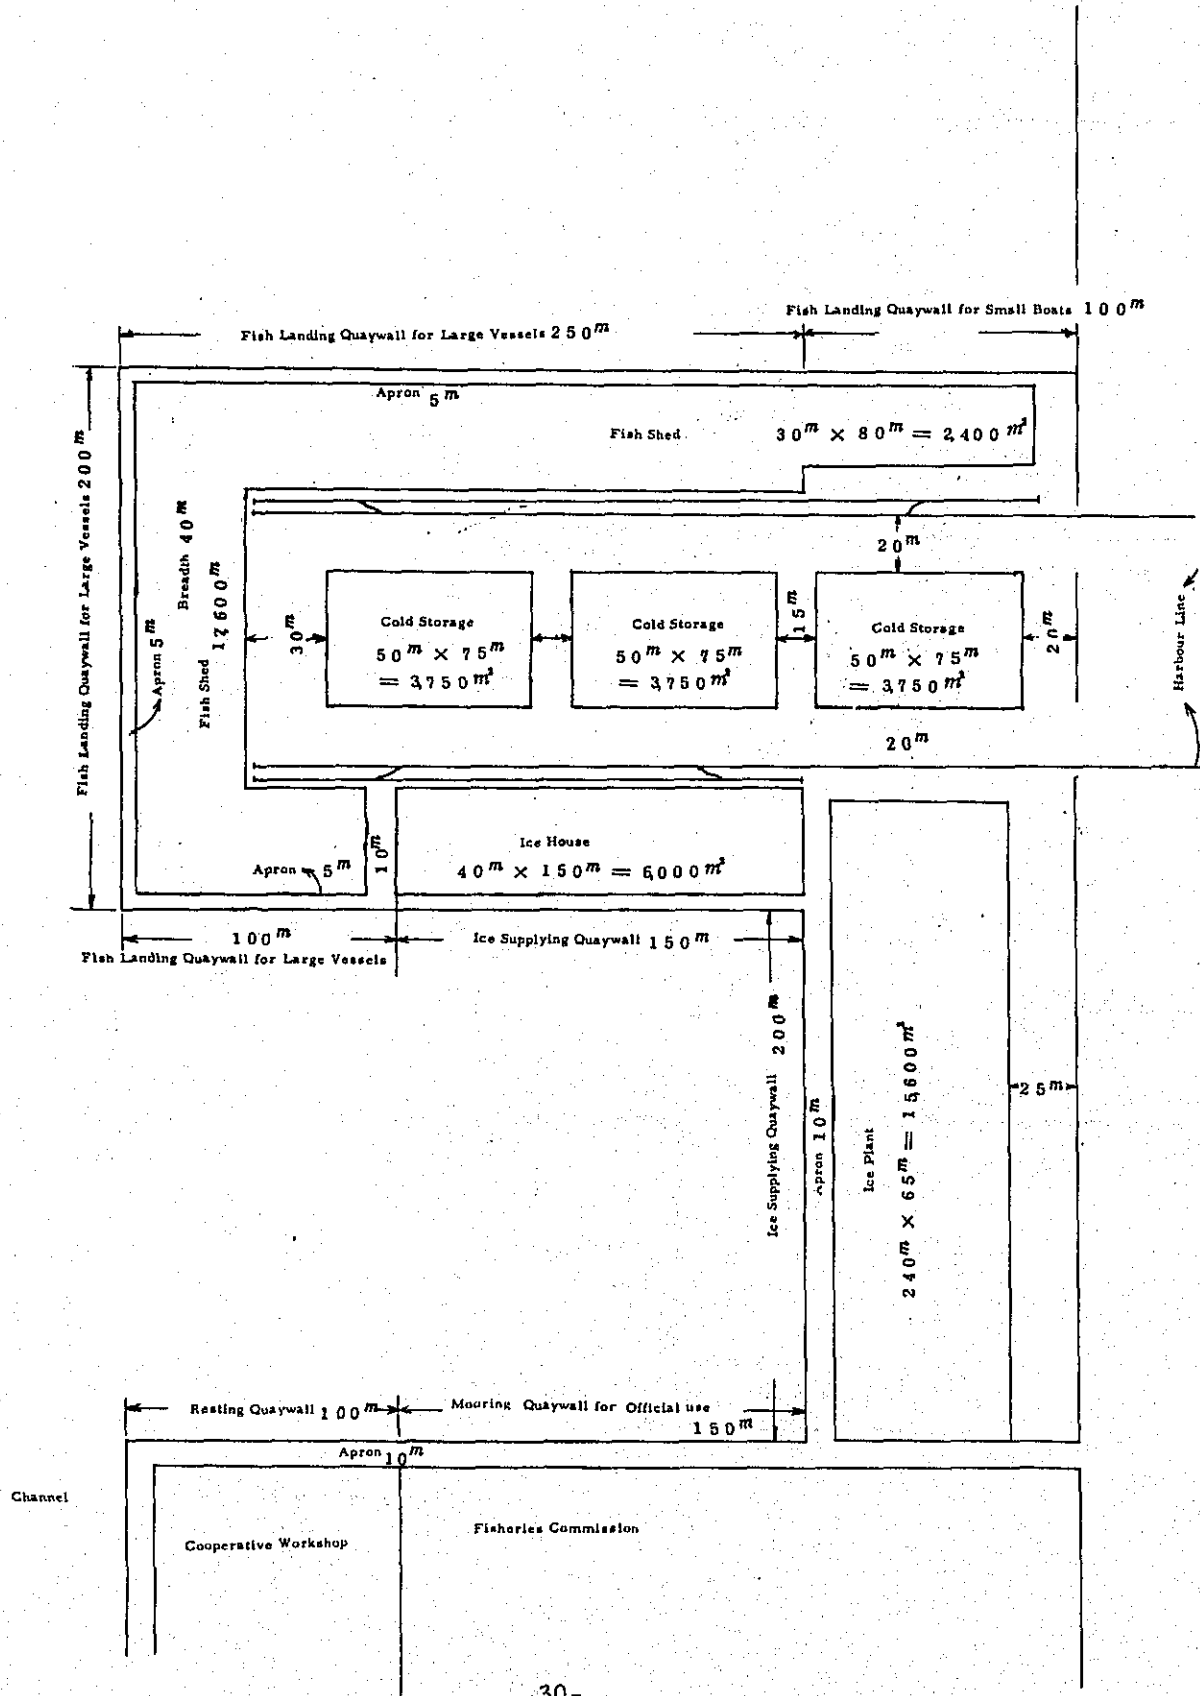 Fish Landing Quaywall for Small Boats 100m
Fish Landing Quaywall for Large Vessels 250m
Apron 5m
Fish Shed 30m × 80m = 2,400m²
Fish Landing Quaywall for Large Vessels 200m
Apron 5m
Breadth 40m
Fish Shed 17,600m²
20m
30m
Cold Storage
50m × 75m
= 3,750m²
Cold Storage
50m × 75m
= 3,750m²
15m
Cold Storage
50m × 75m
= 3,750m²
20m
Harbour Line
20m
Apron 5m
10m
Ice House
40m × 150m = 6,000m²
100m
Fish Landing Quaywall for Large Vessels
Ice Supplying Quaywall 150m
Ice Supplying Quaywall 200m
Apron 10m
Ice Plant
240m × 65m = 15,600m²
25m
Resting Quaywall 100m
Mooring Quaywall for Official use
150m
Apron 10m
Channel
Cooperative Workshop
Fisheries Commission
30-